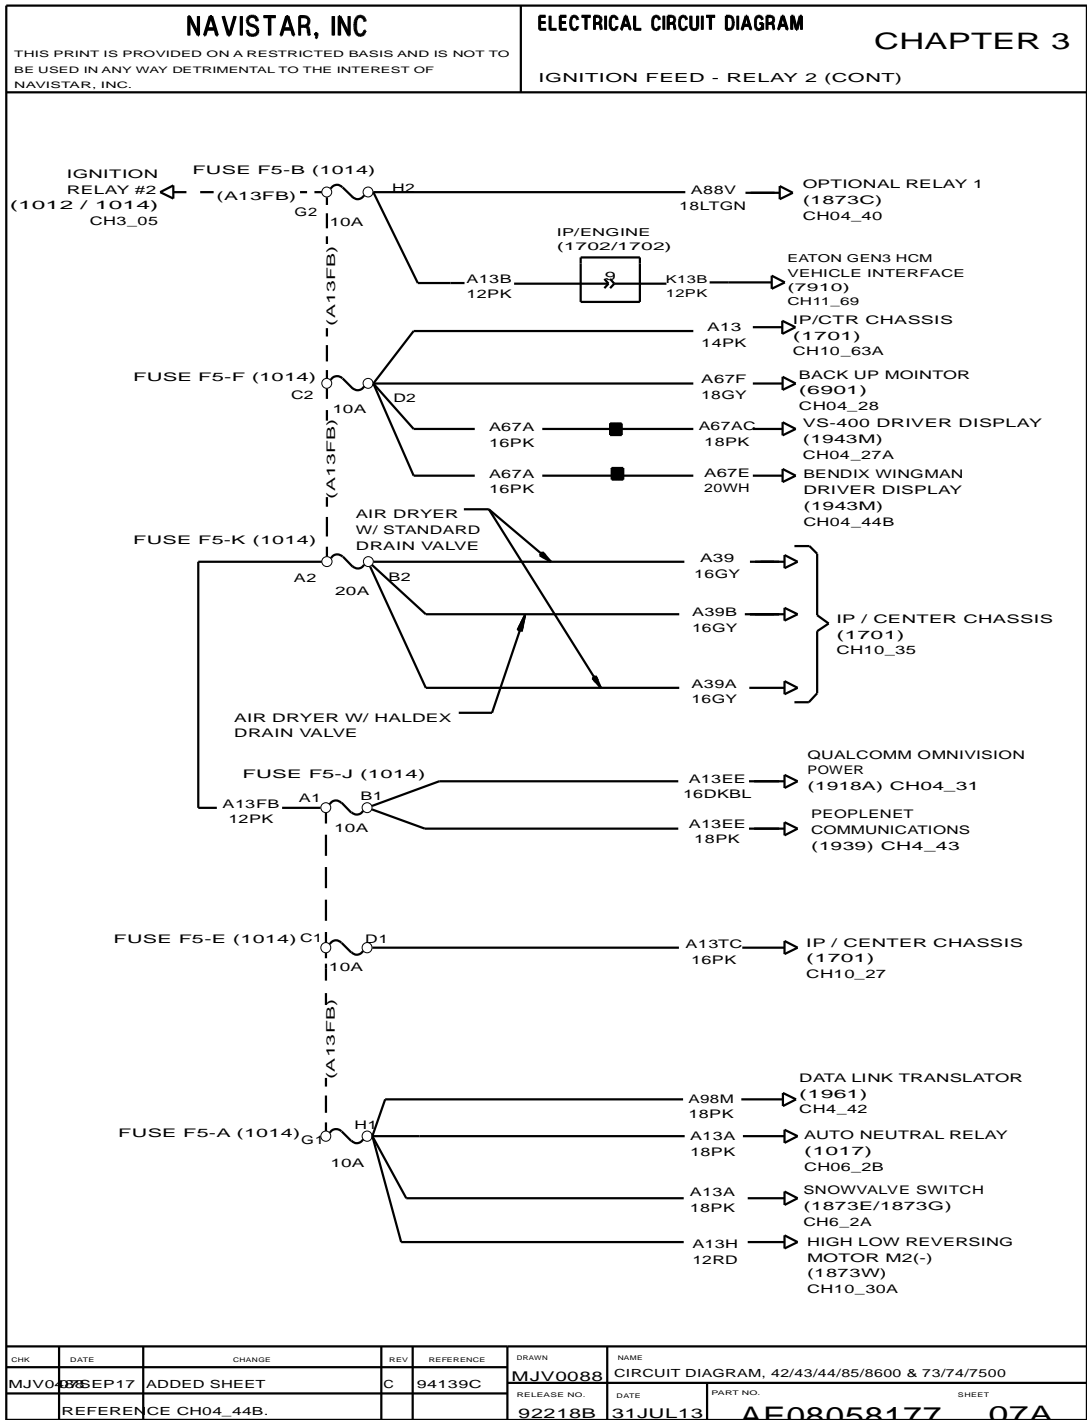 NAVISTAR, INC
THIS PRINT IS PROVIDED ON A RESTRICTED BASIS AND IS NOT TO
BE USED IN ANY WAY DETRIMENTAL TO THE INTEREST OF
NAVISTAR, INC.
ELECTRICAL CIRCUIT DIAGRAM
CHAPTER 3
IGNITION FEED - RELAY 2 (CONT)
IGNITION
RELAY #2
(1012 / 1014)
CH3_05
(A13FB)
FUSE F5-B (1014)
G2
10A
H2
A88V
18LTGN
OPTIONAL RELAY 1
(1873C)
CH04_40
IP/ENGINE
(1702/1702)
A13B
12PK
9
K13B
12PK
EATON GEN3 HCM
VEHICLE INTERFACE
(7910)
CH11_69
(A13FB)
A13
14PK
IP/CTR CHASSIS
(1701)
CH10_63A
FUSE F5-F (1014)
C2
10A
D2
A67F
18GY
BACK UP MOINTOR
(6901)
CH04_28
A67A
16PK
A67AC
18PK
VS-400 DRIVER DISPLAY
(1943M)
CH04_27A
(A13FB)
A67A
16PK
A67E
20WH
BENDIX WINGMAN
DRIVER DISPLAY
(1943M)
CH04_44B
AIR DRYER
W/ STANDARD
DRAIN VALVE
FUSE F5-K (1014)
A2
20A
B2
A39
16GY
A39B
16GY
A39A
16GY
IP / CENTER CHASSIS
(1701)
CH10_35
AIR DRYER W/ HALDEX
DRAIN VALVE
FUSE F5-J (1014)
A13FB
12PK
A1
10A
B1
A13EE
16DKBL
QUALCOMM OMNIVISION
POWER
(1918A) CH04_31
A13EE
18PK
PEOPLENET
COMMUNICATIONS
(1939) CH4_43
FUSE F5-E (1014)
C1
10A
D1
A13TC
16PK
IP / CENTER CHASSIS
(1701)
CH10_27
(A13FB)
FUSE F5-A (1014)
G1
10A
H1
A98M
18PK
DATA LINK TRANSLATOR
(1961)
CH4_42
A13A
18PK
AUTO NEUTRAL RELAY
(1017)
CH06_2B
A13A
18PK
SNOWVALVE SWITCH
(1873E/1873G)
CH6_2A
A13H
12RD
HIGH LOW REVERSING
MOTOR M2(-)
(1873W)
CH10_30A
CHK DATE CHANGE REV REFERENCE
ADDED SHEET C 94139C
REFERENCE CH04_44B.
DRAWN
MJV0088
NAME
CIRCUIT DIAGRAM, 42/43/44/85/8600 & 73/74/7500
RELEASE NO.
92218B
DATE
31JUL13
PART NO.
AE08058177
SHEET
07A